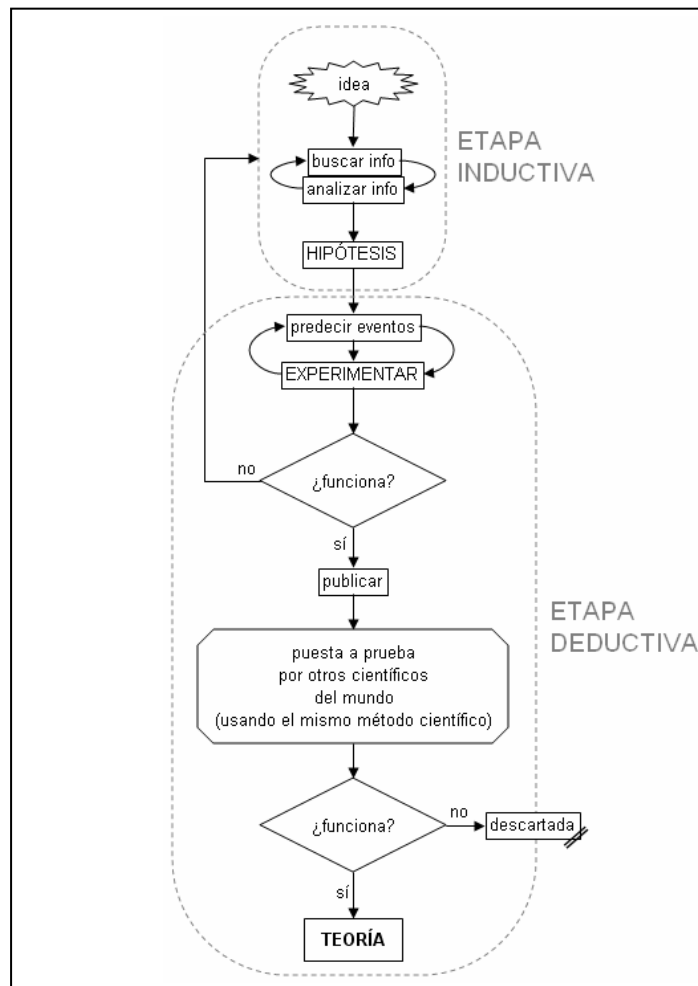 idea
ETAPA
INDUCTIVA
buscar info
analizar info
HIPÓTESIS
predecir eventos
EXPERIMENTAR
no
¿funciona?
sí
publicar
ETAPA
DEDUCTIVA
puesta a prueba
por otros científicos
del mundo
(usando el mismo método científico)
¿funciona?
no
descartada
sí
TEORÍA